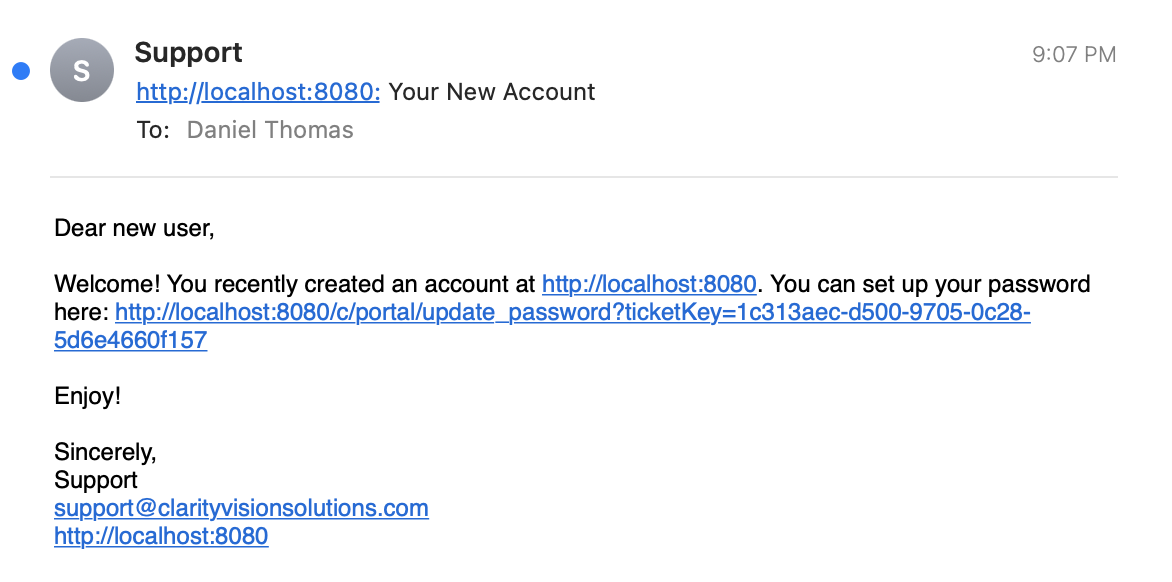 S
Support
9:07 PM
http://localhost:8080: Your New Account
To: Daniel Thomas
Dear new user,
Welcome! You recently created an account at http://localhost:8080. You can set up your password
here: http://localhost:8080/c/portal/update_password?ticketKey=1c313aec-d500-9705-0c28-
5d6e4660f157
Enjoy!
Sincerely,
Support
support@clarityvisionsolutions.com
http://localhost:8080